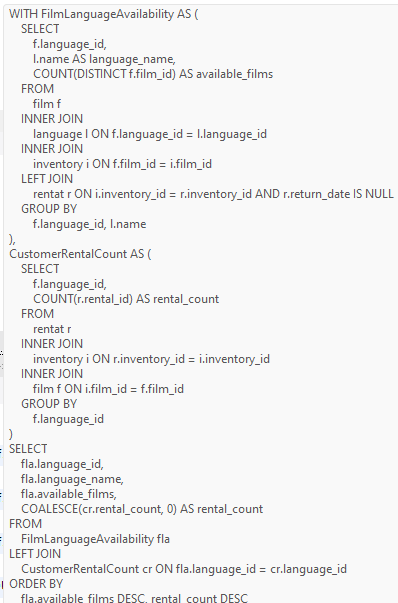 WITH FilmLanguageAvailability AS (
SELECT
f.language_id,
l.name AS language_name,
COUNT(DISTINCT f.film_id) AS available_films
FROM
film f
INNER JOIN
language l ON f.language_id = l.language_id
INNER JOIN
inventory i ON f.film_id = i.film_id
LEFT JOIN
rentat r ON i.inventory_id = r.inventory_id AND r.return_date IS NULL
GROUP BY
f.language_id, l.name
),
CustomerRentalCount AS (
SELECT
f.language_id,
COUNT(r.rental_id) AS rental_count
FROM
rentat r
INNER JOIN
inventory i ON r.inventory_id = i.inventory_id
INNER JOIN
film f ON i.film_id = f.film_id
GROUP BY
f.language_id
)
SELECT
fla.language_id,
fla.language_name,
fla.available_films,
COALESCE(cr.rental_count, 0) AS rental_count
FROM
FilmLanguageAvailability fla
LEFT JOIN
CustomerRentalCount cr ON fla.language_id = cr.language_id
ORDER BY
fla.available_films DESC, rental_count DESC